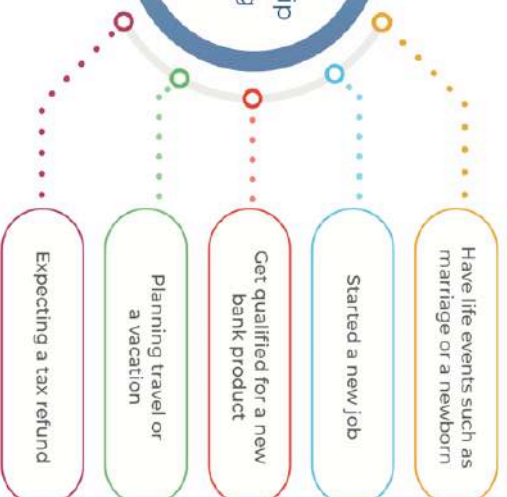 Have life events such as
marriage or a newborn
Started a new job
Get qualified for a new
bank product
Planning travel or
a vacation
Expecting a tax refund